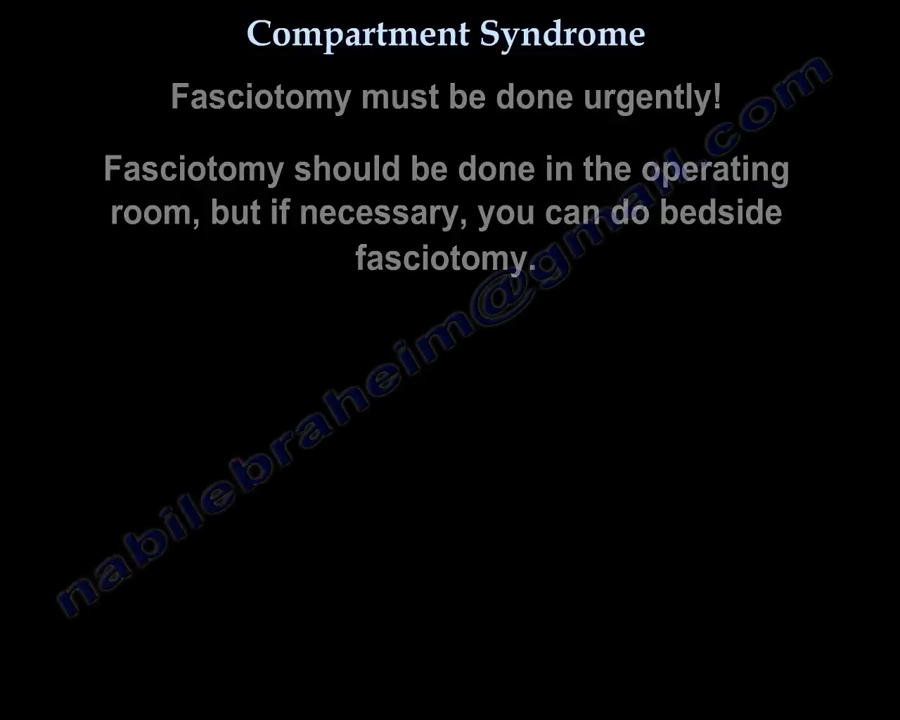 Compartment Syndrome
Fasciotomy must be done urgently!
Fasciotomy should be done in the operating
room, but if necessary, you can do bedside
fasciotomy.
nabilebraheim@gmail.com